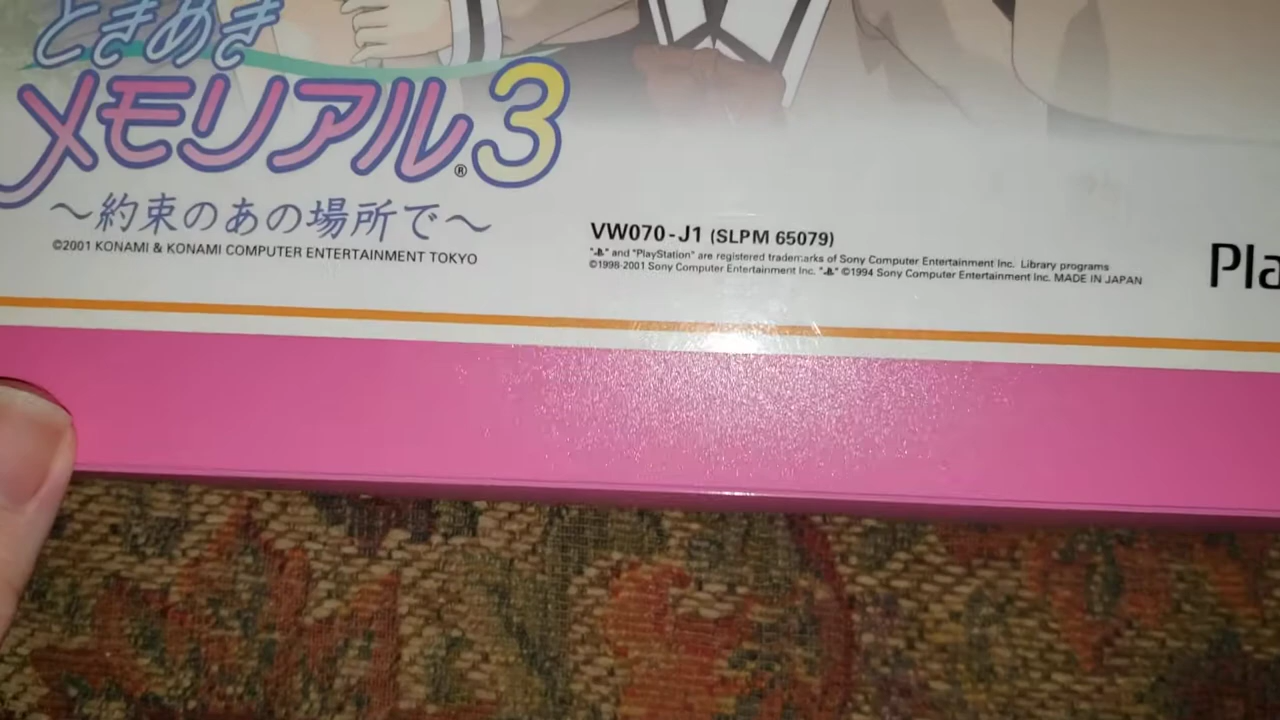 ときめき
メモリアル®3
～約束のあの場所で～
©2001 KONAMI & KONAMI COMPUTER ENTERTAINMENT TOKYO
VW070-J1 (SLPM 65079)
" " and "PlayStation" are registered trademarks of Sony Computer Entertainment Inc. Library programs
©1998-2001 Sony Computer Entertainment Inc. " " ©1994 Sony Computer Entertainment Inc. MADE IN JAPAN
Pla